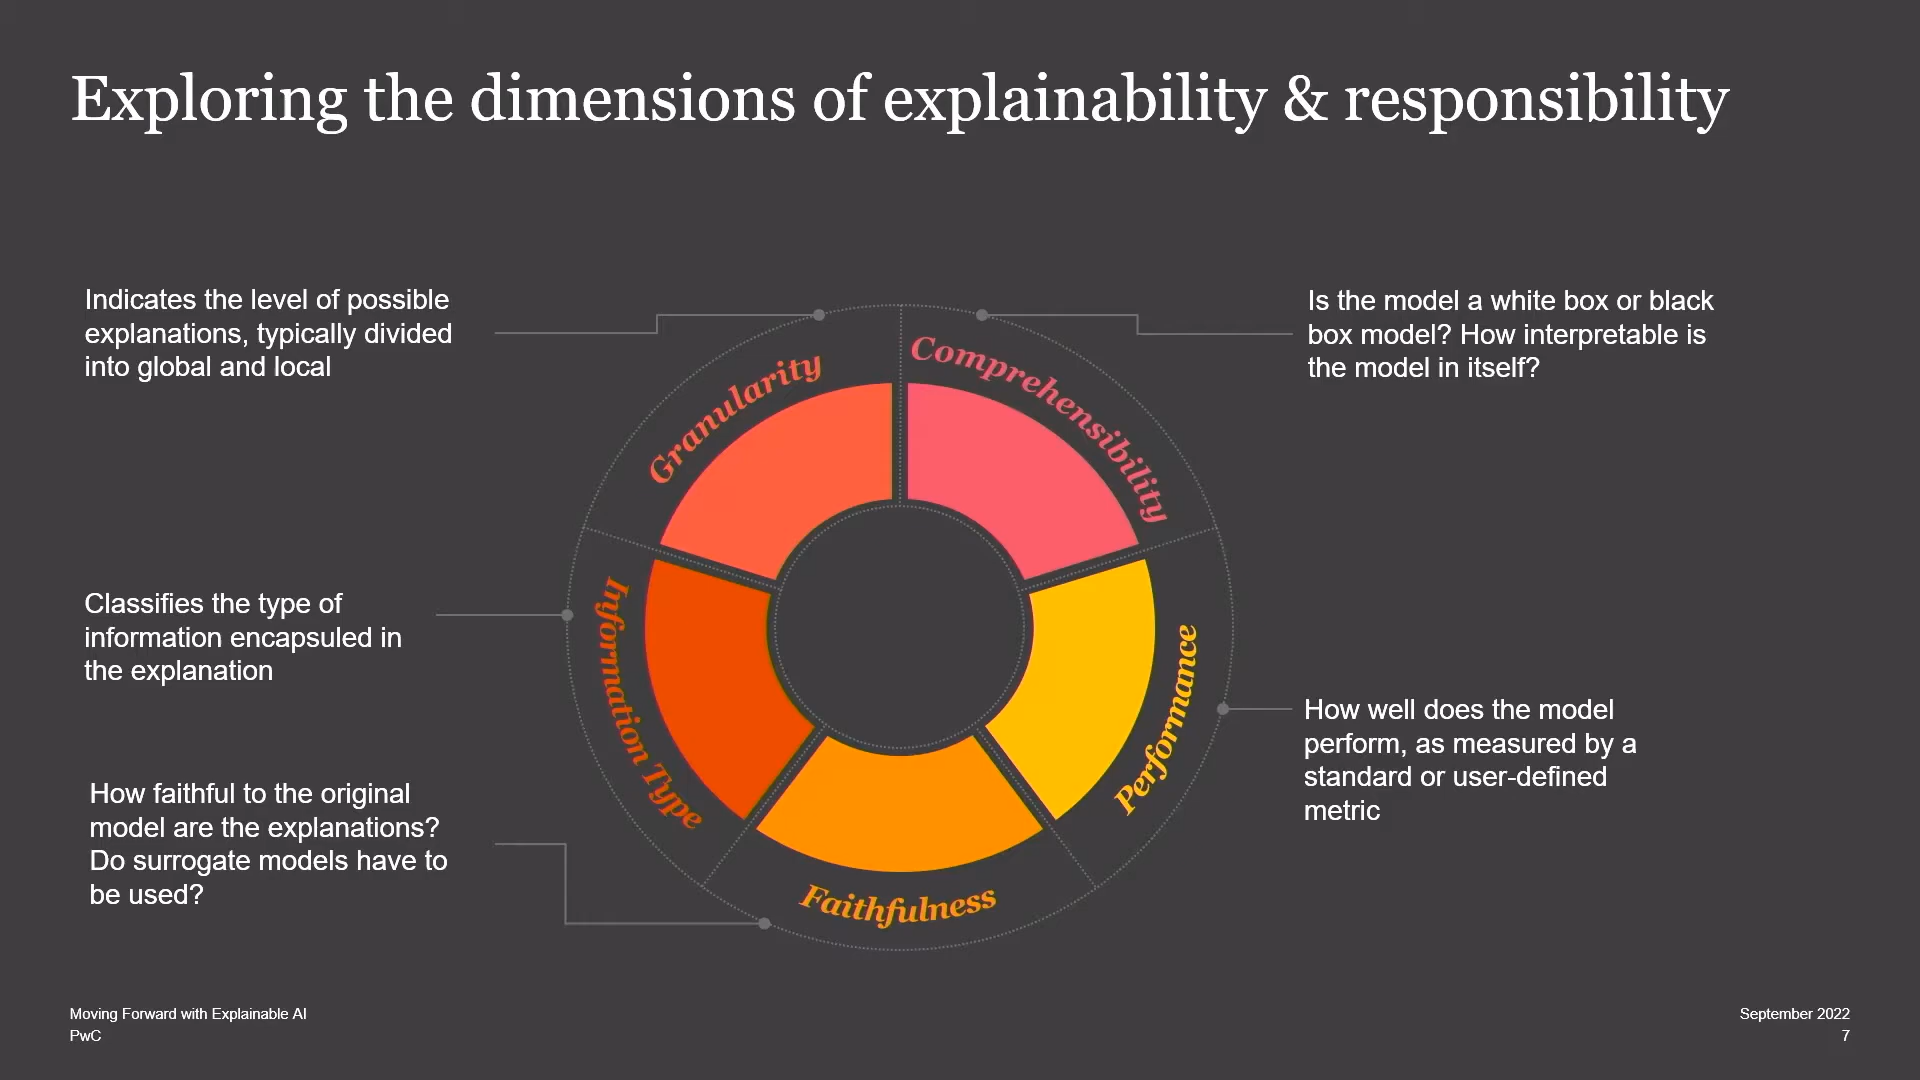 Exploring the dimensions of explainability & responsibility
Indicates the level of possible
explanations, typically divided
into global and local
Is the model a white box or black
box model? How interpretable is
the model in itself?
Granularity
Comprehensibility
Classifies the type of
information encapsuled in
the explanation
Information Type
Performance
How well does the model
perform, as measured by a
standard or user-defined
metric
How faithful to the original
model are the explanations?
Do surrogate models have to
be used?
Faithfulness
Moving Forward with Explainable AI
PwC
September 2022
7